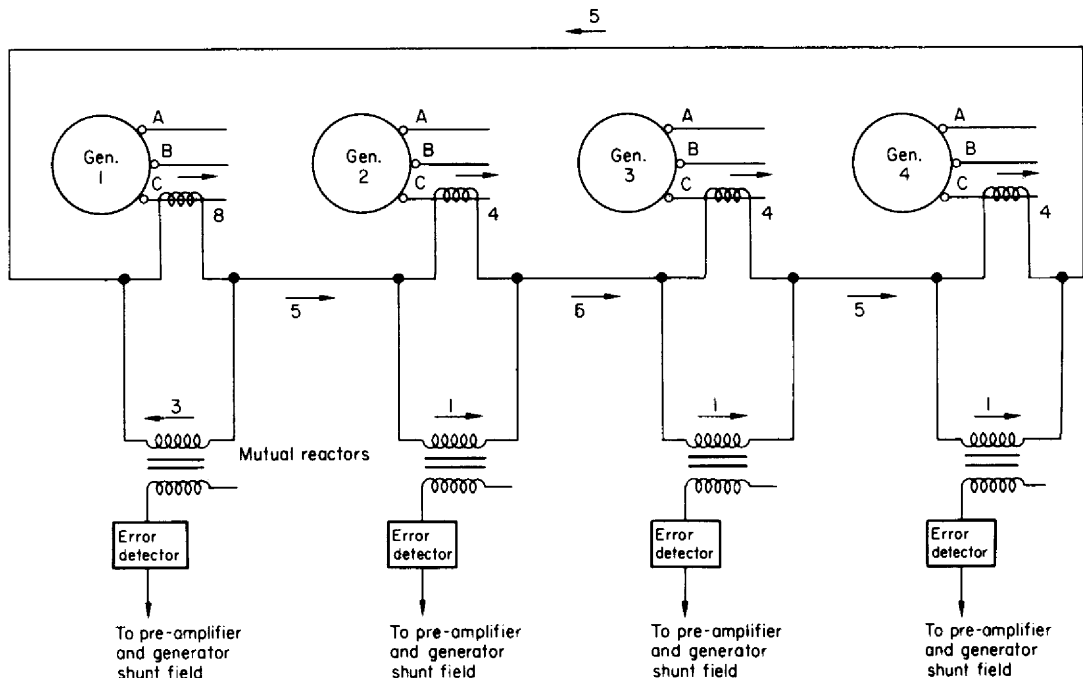 5
A
A
A
A
Gen.
1
B
Gen.
2
B
Gen.
3
B
Gen.
4
B
C
C
C
C
8
4
4
4
5
6
5
3
1
1
1
Mutual reactors
Error
detector
Error
detector
Error
detector
Error
detector
To pre-amplifier
and generator
shunt field
To pre-amplifier
and generator
shunt field
To pre-amplifier
and generator
shunt field
To pre-amplifier
and generator
shunt field